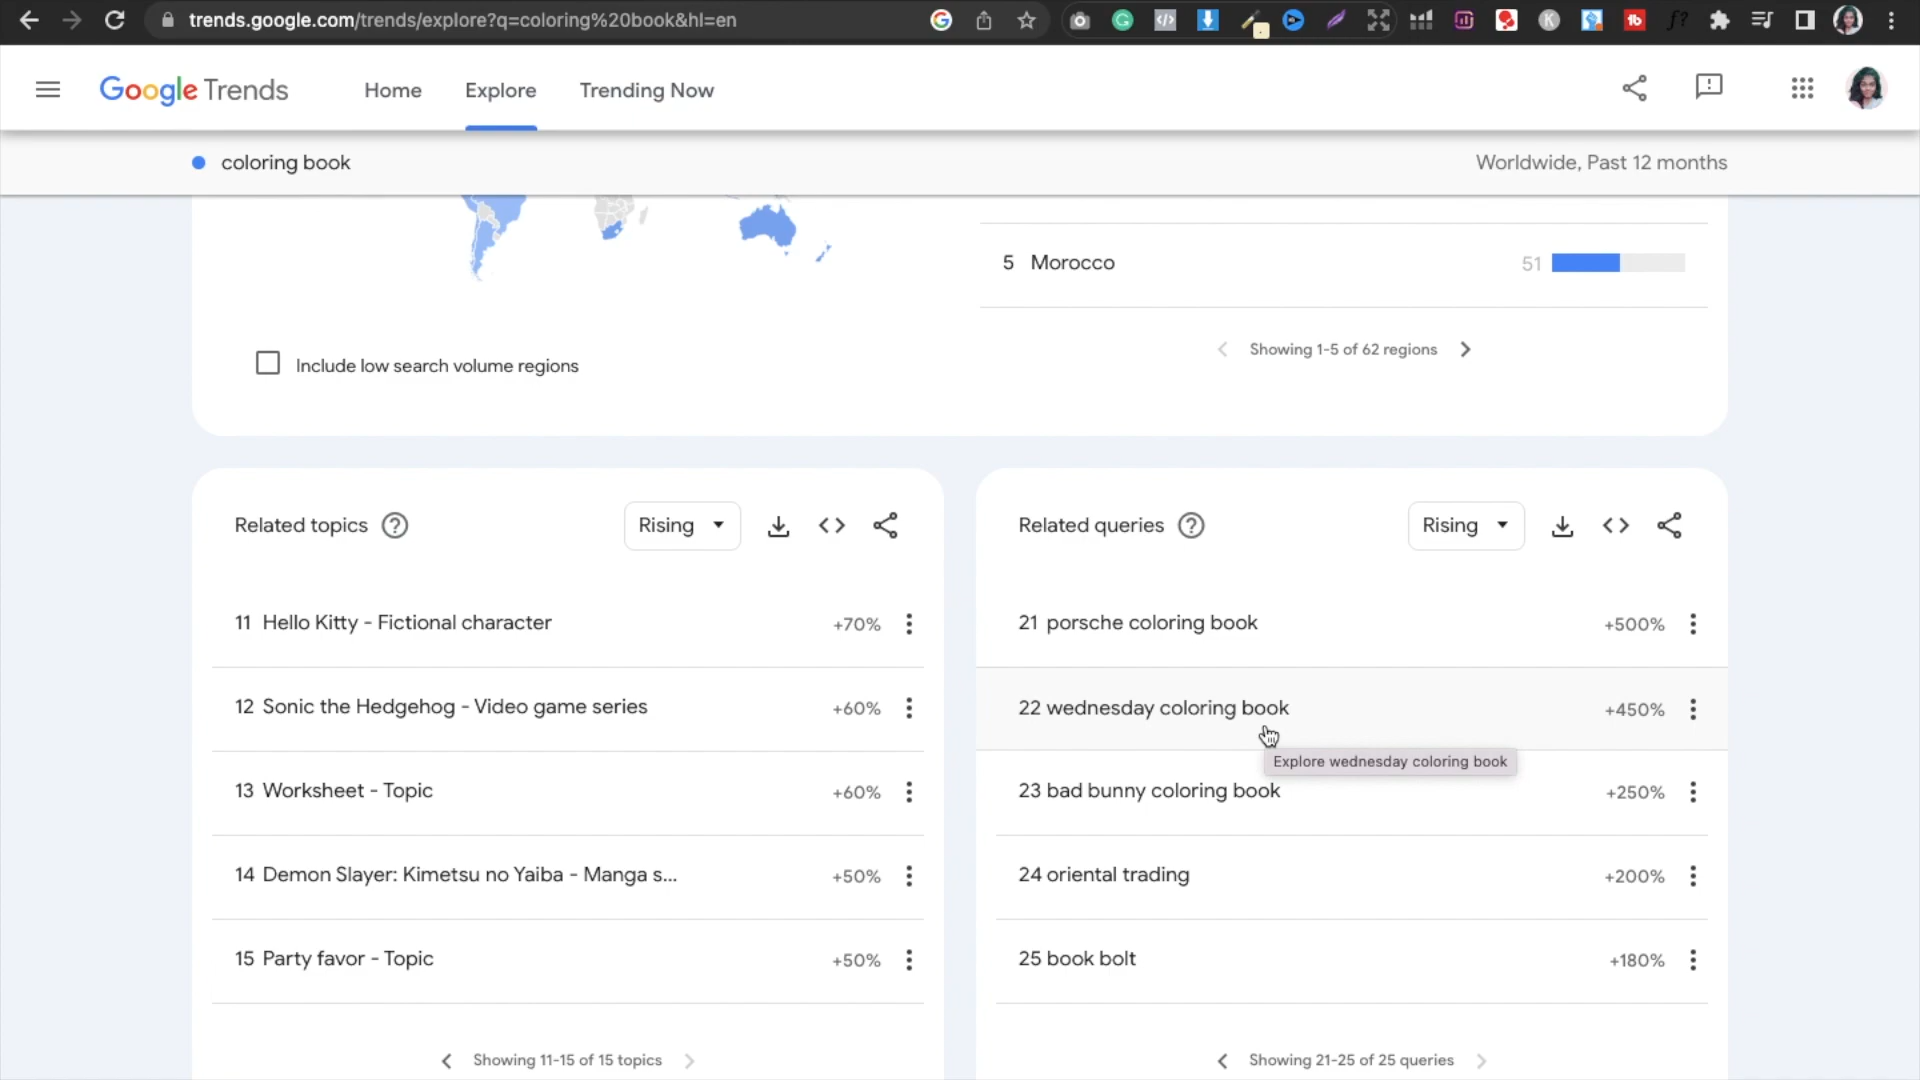 trends.google.com/trends/explore?q=coloring%20book&hl=en
Google Trends
Home
Explore
Trending Now
coloring book
Worldwide, Past 12 months
5 Morocco
51
Include low search volume regions
Showing 1-5 of 62 regions
Related topics
Rising
11 Hello Kitty - Fictional character
+70%
12 Sonic the Hedgehog - Video game series
+60%
13 Worksheet - Topic
+60%
14 Demon Slayer: Kimetsu no Yaiba - Manga s...
+50%
15 Party favor - Topic
+50%
Showing 11-15 of 15 topics
Related queries
Rising
21 porsche coloring book
+500%
22 wednesday coloring book
+450%
Explore wednesday coloring book
23 bad bunny coloring book
+250%
24 oriental trading
+200%
25 book bolt
+180%
Showing 21-25 of 25 queries